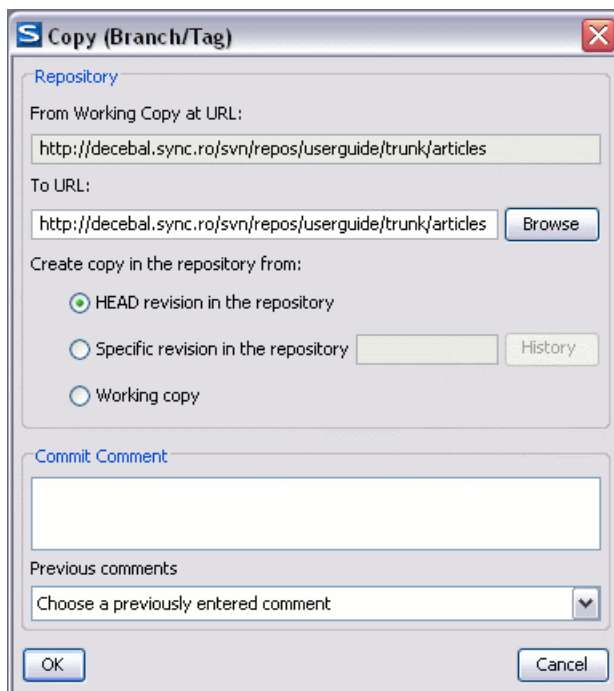 S Copy (Branch/Tag)
Repository
From Working Copy at URL:
http://decebal.sync.ro/svn/repos/userguide/trunk/articles
To URL:
http://decebal.sync.ro/svn/repos/userguide/trunk/articles Browse
Create copy in the repository from:
HEAD revision in the repository
Specific revision in the repository History
Working copy
Commit Comment
Previous comments
Choose a previously entered comment
OK Cancel